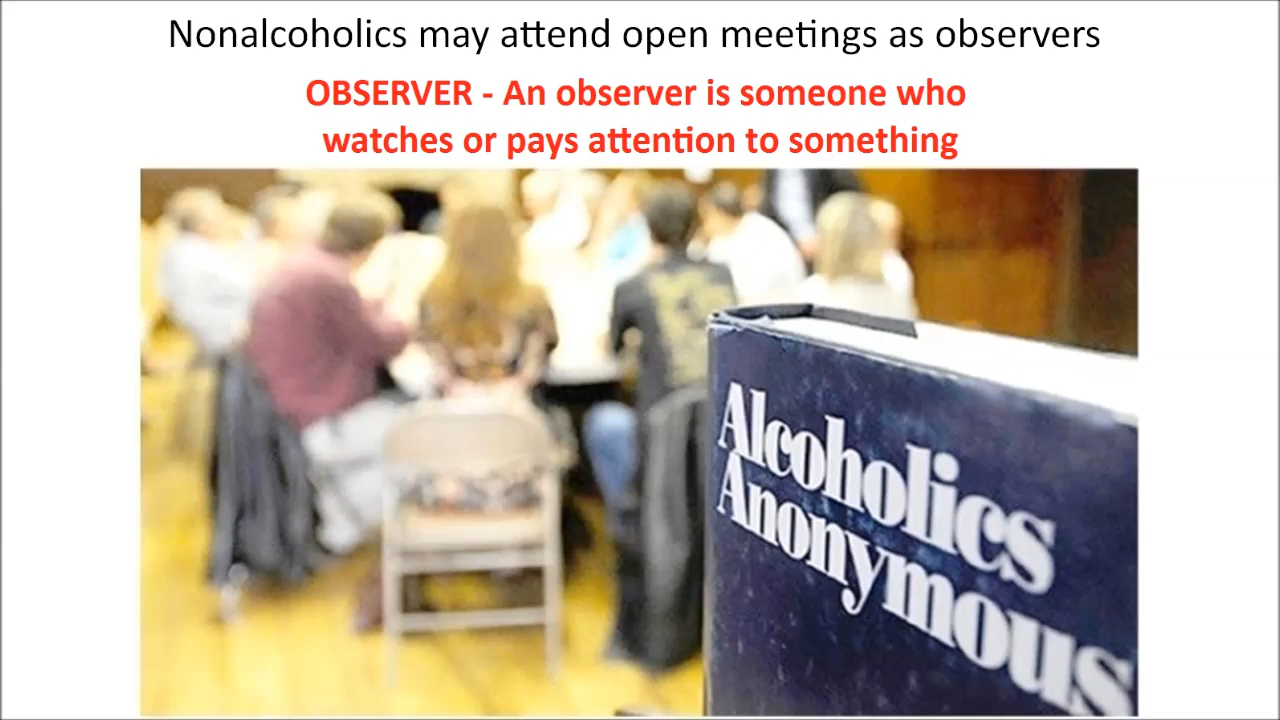 Nonalcoholics may attend open meetings as observers
OBSERVER - An observer is someone who
watches or pays attention to something
Alcoholics
Anonymous